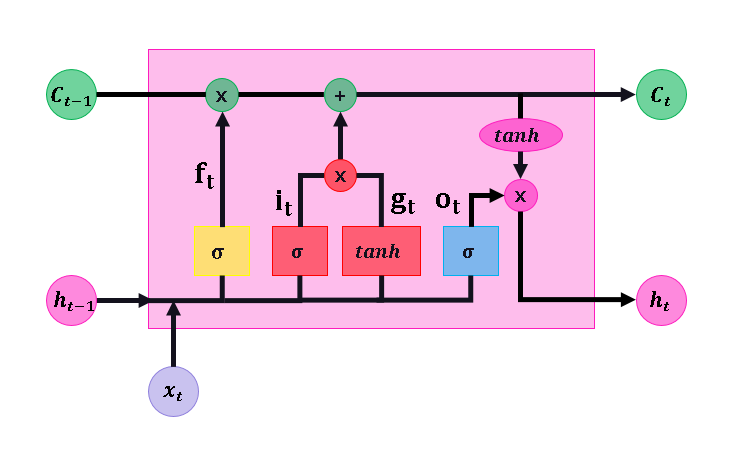 C_{t-1}
x
+
C_t
tanh
f_t
x
i_t
g_t
o_t
x
σ
σ
tanh
σ
h_{t-1}
h_t
x_t